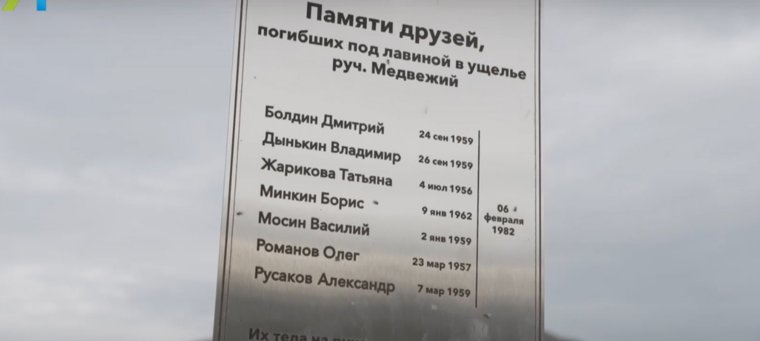 Памяти друзей,
погибших под лавиной в ущелье
руч. Медвежий
Болдин Дмитрий 24 сен 1959
Дынькин Владимир 26 сен 1959
Жарикова Татьяна 4 июл 1956
Минкин Борис 9 янв 1962
Мосин Василий 2 янв 1959
Романов Олег 23 мар 1957
Русаков Александр 7 мар 1959
06
февраля
1982
Их тела на